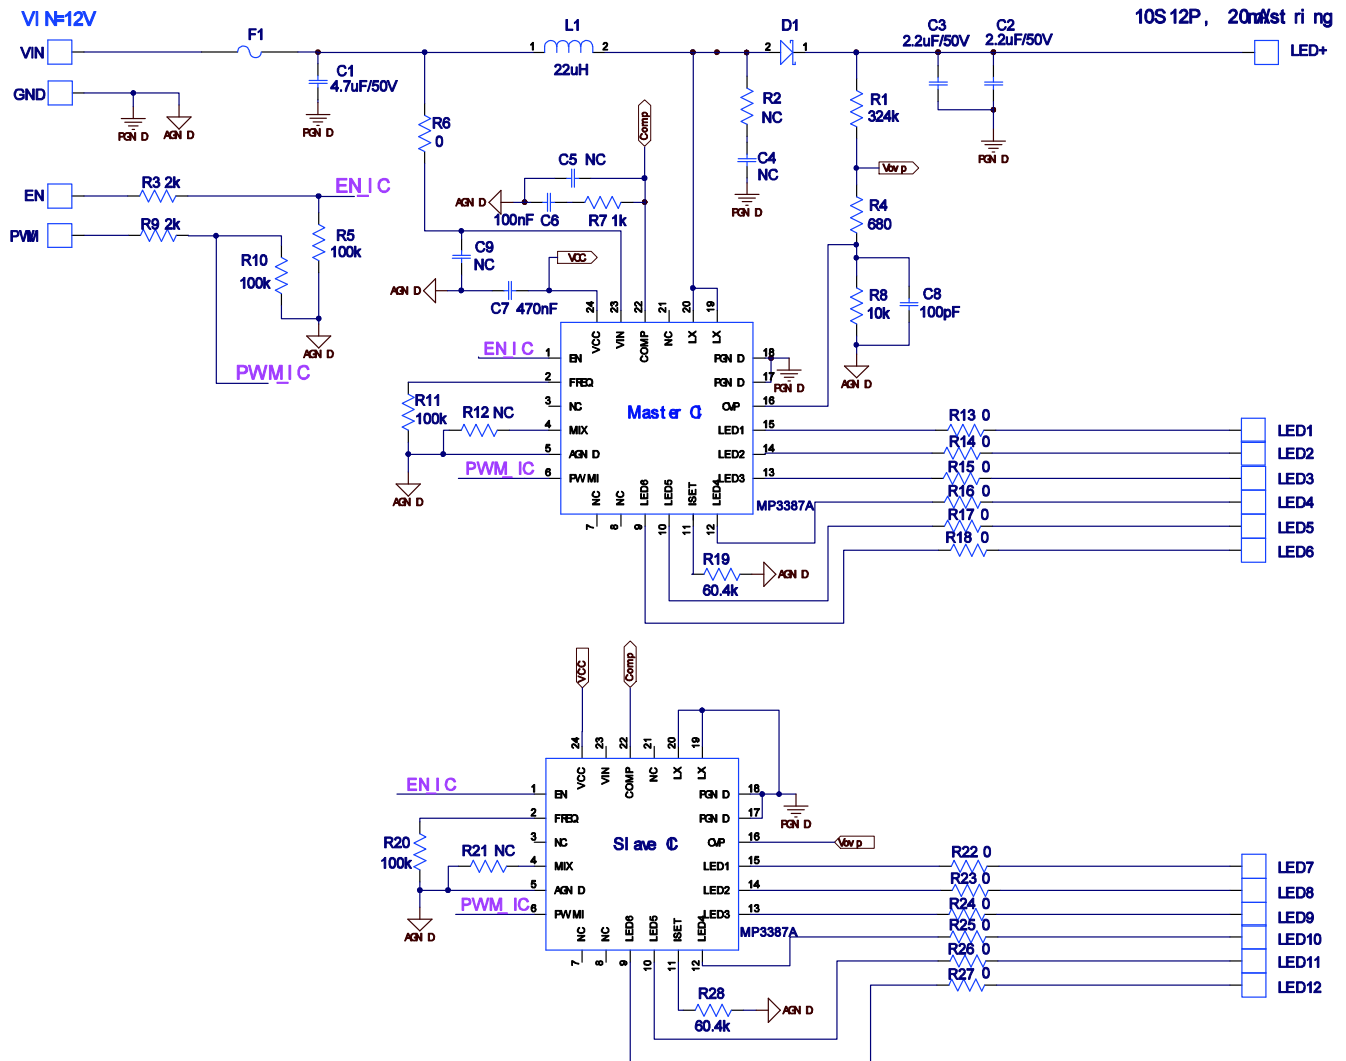 VIN=12V
10S12P, 20mA/string
VIN
F1
L1
1
2
22uH
D1
2
1
C3
2.2uF/50V
C2
2.2uF/50V
LED+
GND
PGND
AGND
C1
4.7uF/50V
PGND
R6
0
Comp
R2
NC
C4
NC
PGND
R1
324k
Vovp
PGND
EN
R3 2k
EN_IC
PWM
R9 2k
R10
100k
R5
100k
AGND
PWM_IC
C5 NC
AGND
100nF C6
R7 1k
C9
NC
VCC
AGND
C7 470nF
R4
680
R8
10k
C8
100pF
AGND
24
23
22
21
20
19
VCC
VIN
COMP
NC
LX
LX
EN_IC
1
EN
PGND
18
PGND
2
FREQ
PGND
17
R11
100k
R12 NC
3
NC
Master IC
OVP
16
4
MIX
LED1
15
5
AGND
LED2
14
PWM_IC
6
PWMI
LED3
13
AGND
NC
NC
LED6
LED5
ISET
LED4
MP3387A
7
8
9
10
11
12
R13 0
LED1
R14 0
LED2
R15 0
LED3
R16 0
LED4
R17 0
LED5
R18 0
LED6
R19
60.4k
AGND
VCC
Comp
24
23
22
21
20
19
VCC
VIN
COMP
NC
LX
LX
EN_IC
1
EN
PGND
18
2
FREQ
PGND
17
PGND
R20
100k
R21 NC
3
NC
Slave IC
OVP
16
Vovp
4
MIX
LED1
15
5
AGND
LED2
14
PWM_IC
6
PWMI
LED3
13
AGND
NC
NC
LED6
LED5
ISET
LED4
MP3387A
7
8
9
10
11
12
R22 0
LED7
R23 0
LED8
R24 0
LED9
R25 0
LED10
R26 0
LED11
R27 0
LED12
R28
60.4k
AGND